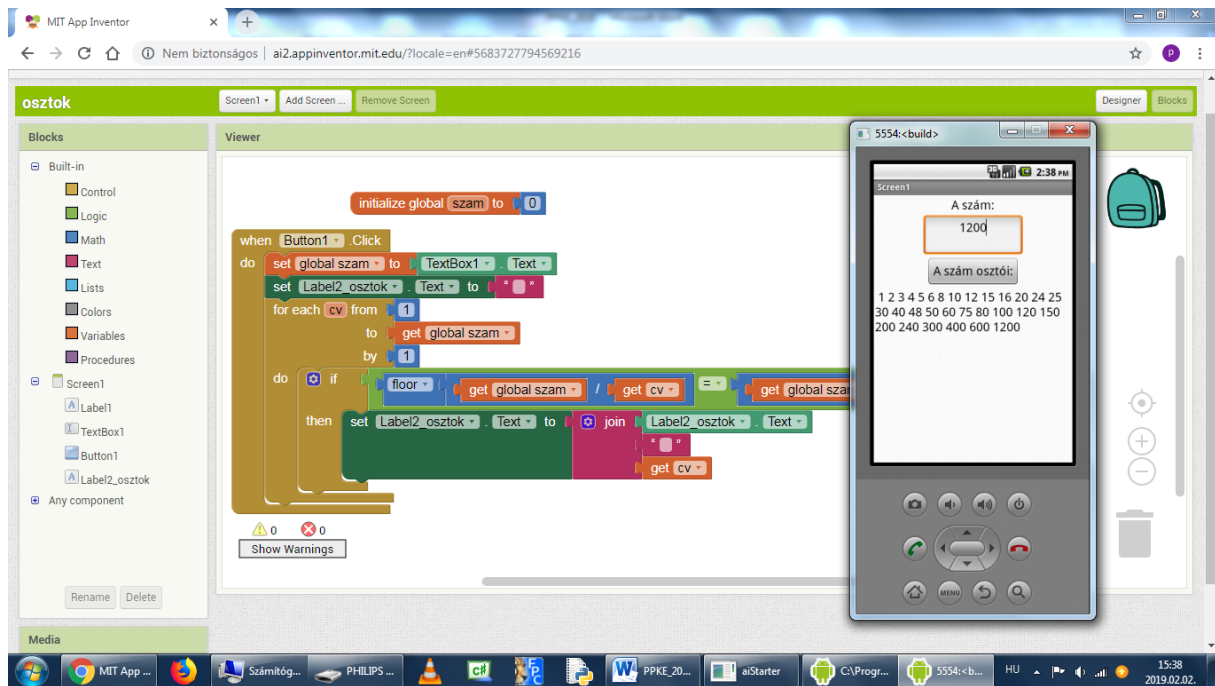 MIT App Inventor
Nem biztonságos | ai2.appinventor.mit.edu/?locale=en#5683727794569216
osztok
Screen1
Add Screen ...
Remove Screen
Designer
Blocks
Blocks
Built-in
Control
Logic
Math
Text
Lists
Colors
Variables
Procedures
Screen1
Label1
TextBox1
Button1
Label2_osztok
Any component
Rename
Delete
Media
Viewer
initialize global szam to 0
when Button1 .Click
do set global szam to TextBox1 . Text
set Label2_osztok . Text to " "
for each cv from 1
to get global szam
by 1
do if floor get global szam / get cv = get global szam
then set Label2_osztok . Text to join Label2_osztok . Text
" "
get cv
0 0
Show Warnings
5554:<build>
3G 2:38 PM
Screen1
A szám:
1200
A szám osztói:
1 2 3 4 5 6 8 10 12 15 16 20 24 25
30 40 48 50 60 75 80 100 120 150
200 240 300 400 600 1200
MENU
MIT App ...
Számítóg...
PHILIPS ...
C#
PPKE_20...
aiStarter
C:\Progr...
5554:<b...
HU
15:38
2019.02.02.